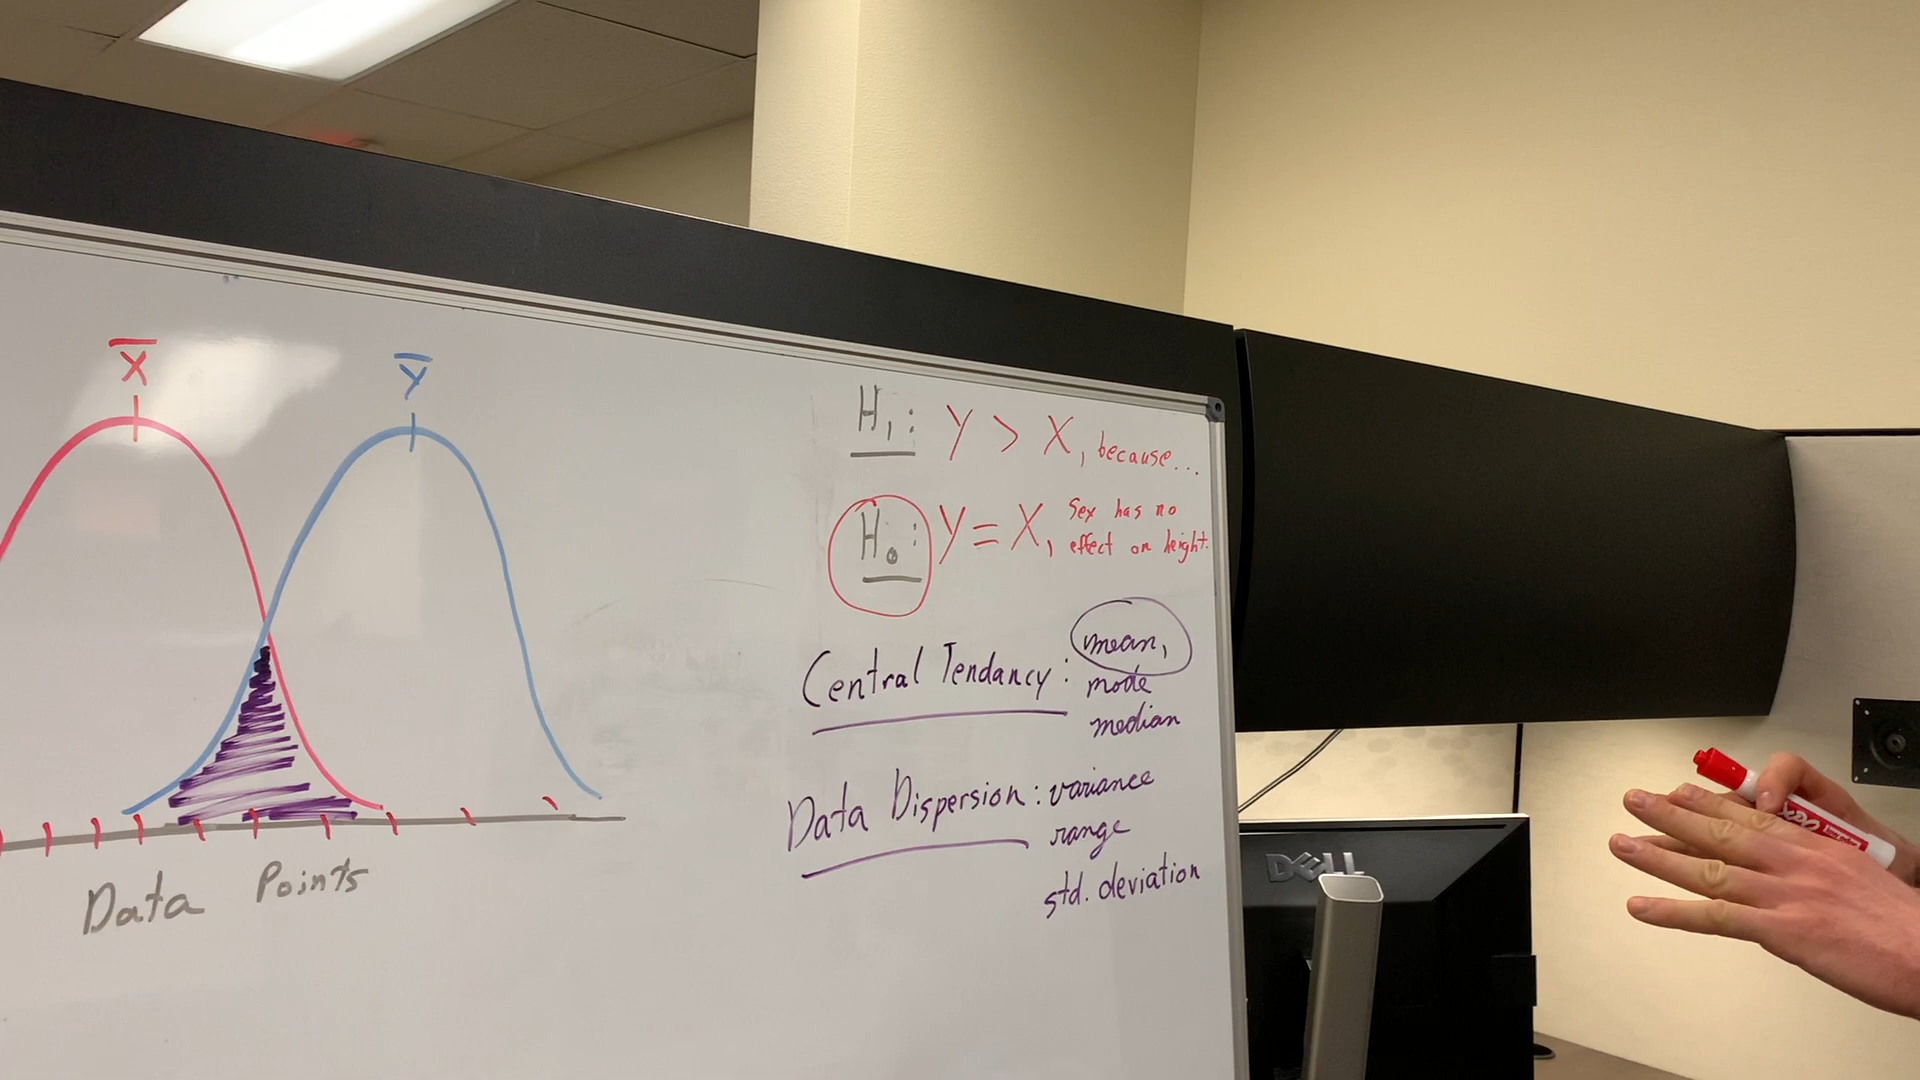 X
Y
H₁: Y > X, because...
H₀: Y = X, Sex has no
effect on height.
Central Tendancy: mean,
mode
median
Data Dispersion: variance
range
std. deviation
Data Points
DELL
EXPO